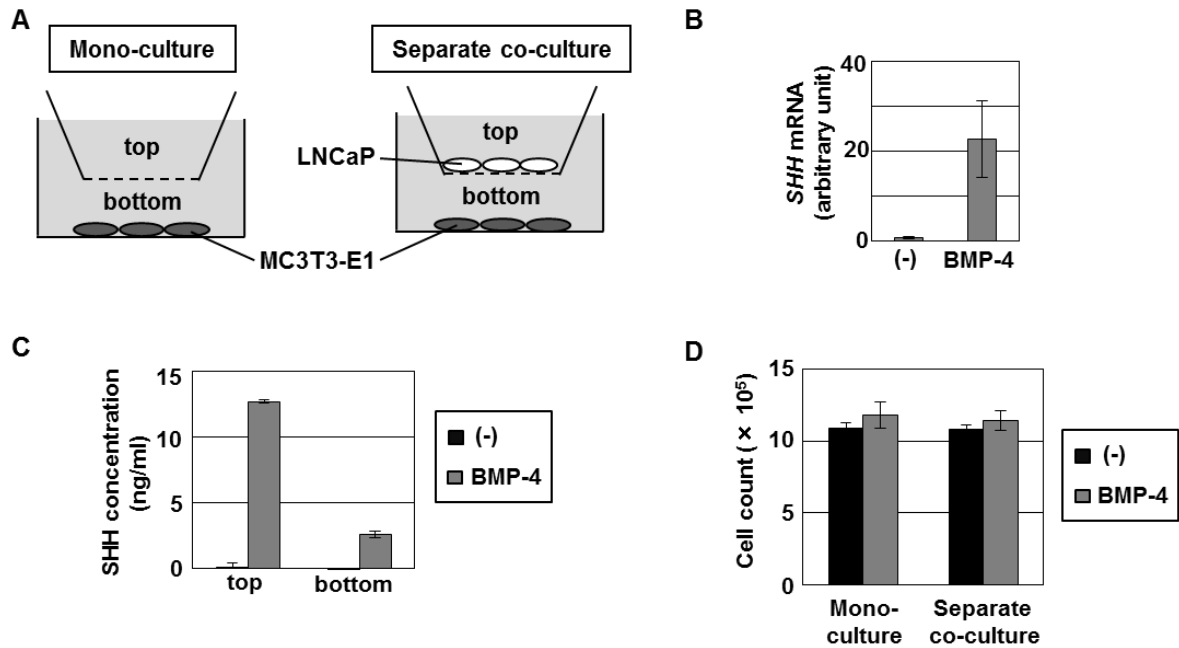 A
Mono-culture
top
bottom
Separate co-culture
top
LNCaP
bottom
MC3T3-E1
B
SHH mRNA
(arbitrary unit)
40
20
0
(-)
BMP-4
C
SHH concentration
(ng/ml)
15
10
5
0
top
bottom
(-)
BMP-4
D
Cell count (× 10⁵)
15
10
5
0
Mono-
culture
Separate
co-culture
(-)
BMP-4